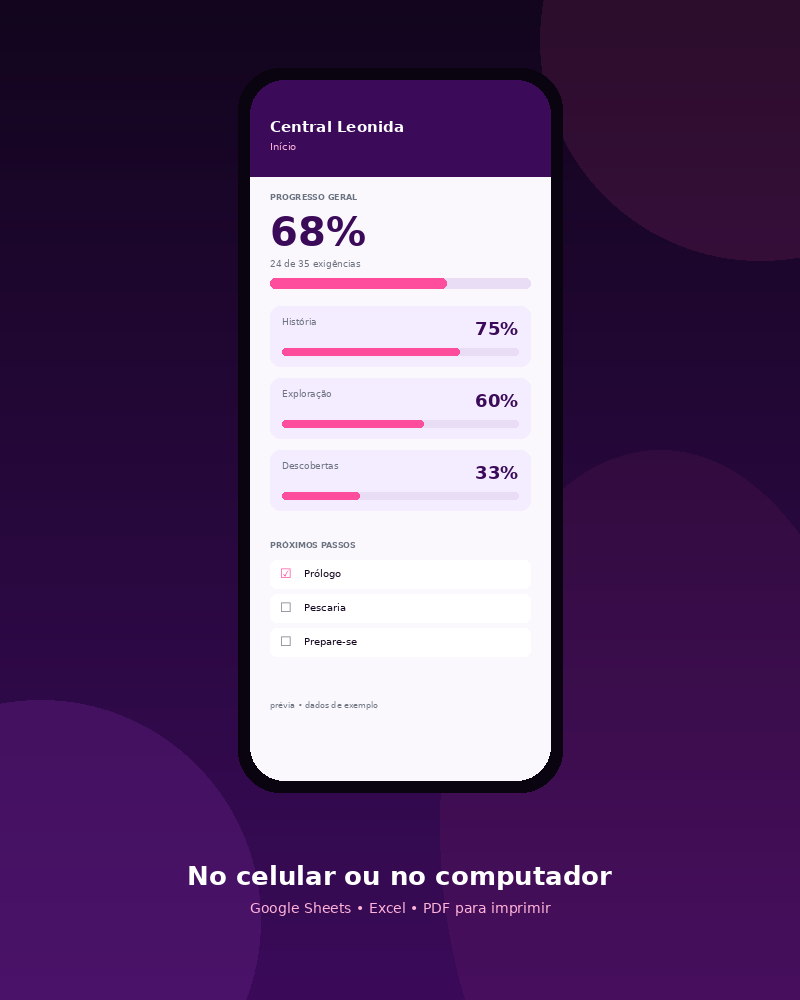 Central Leonida
Início
PROGRESSO GERAL
68%
24 de 35 exigências
História
75%
Exploração
60%
Descobertas
33%
PRÓXIMOS PASSOS
☑ Prólogo
☐ Pescaria
☐ Prepare-se
prévia • dados de exemplo
No celular ou no computador
Google Sheets • Excel • PDF para imprimir